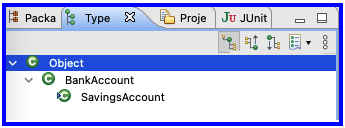 Packa Type Proje JUnit
Object
BankAccount
SavingsAccount